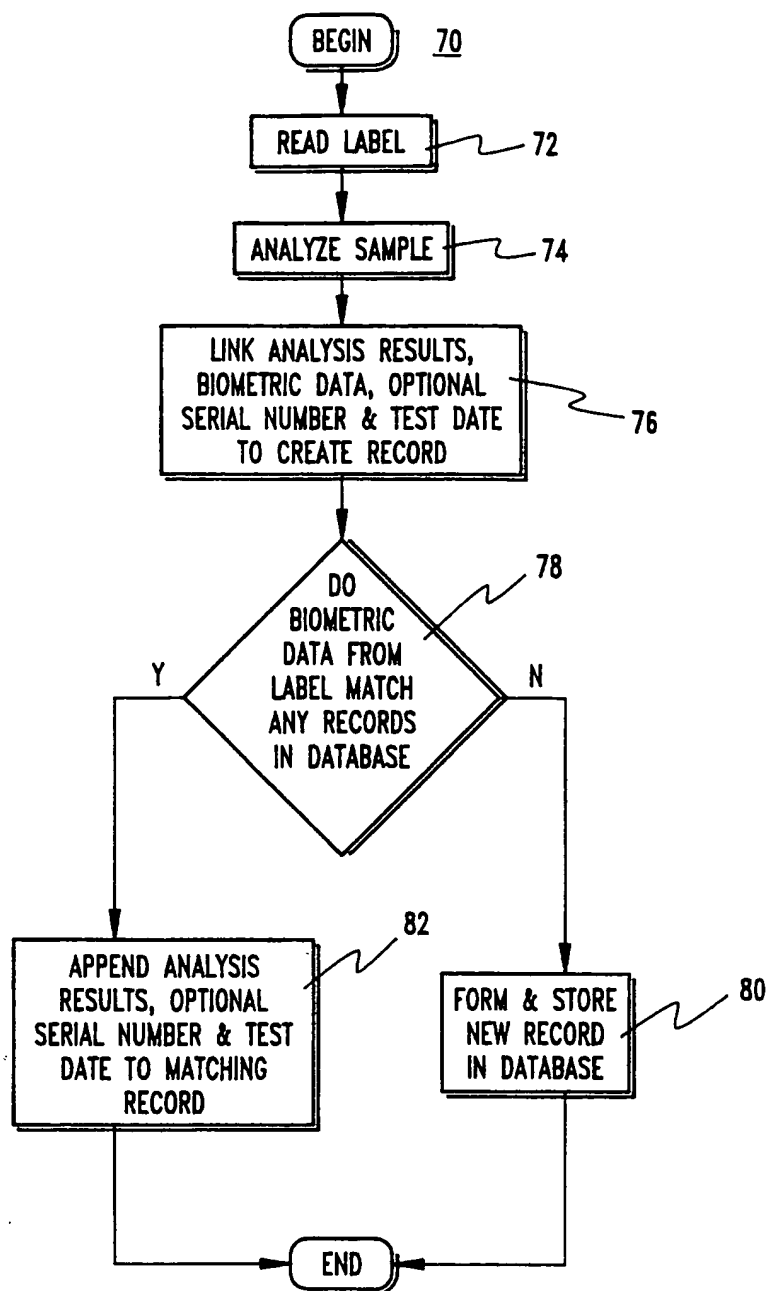 BEGIN
70
READ LABEL
72
ANALYZE SAMPLE
74
LINK ANALYSIS RESULTS,
BIOMETRIC DATA, OPTIONAL
SERIAL NUMBER & TEST DATE
TO CREATE RECORD
76
DO
BIOMETRIC
DATA FROM
LABEL MATCH
ANY RECORDS
IN DATABASE
78
Y
N
APPEND ANALYSIS
RESULTS, OPTIONAL
SERIAL NUMBER & TEST
DATE TO MATCHING
RECORD
82
FORM & STORE
NEW RECORD
IN DATABASE
80
END